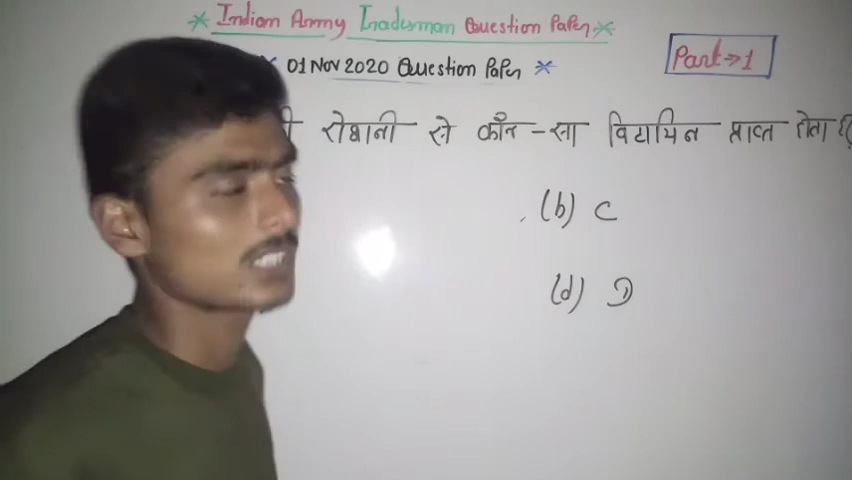 Indian Army Tradesman Question Paper
01 Nov 2020 Question Paper
Part → 1
रोशनी से कौन-सा विटामिन प्राप्त होता है
(b) C
(d) D